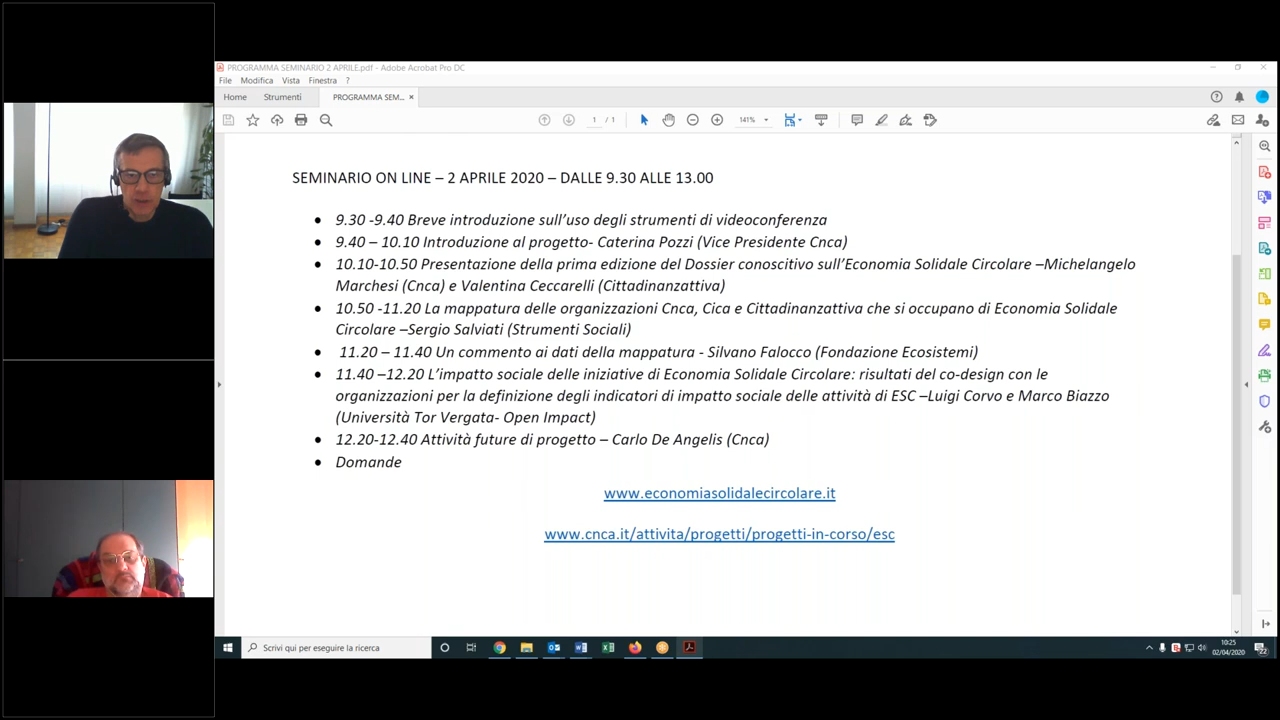 PROGRAMMA SEMINARIO 2 APRILE.pdf - Adobe Acrobat Pro DC
File Modifica Vista Finestra ?
Home Strumenti PROGRAMMA SEM... ×
1 / 1 141%
SEMINARIO ON LINE – 2 APRILE 2020 – DALLE 9.30 ALLE 13.00
• 9.30 -9.40 Breve introduzione sull’uso degli strumenti di videoconferenza
• 9.40 – 10.10 Introduzione al progetto- Caterina Pozzi (Vice Presidente Cnca)
• 10.10-10.50 Presentazione della prima edizione del Dossier conoscitivo sull’Economia Solidale Circolare –Michelangelo
Marchesi (Cnca) e Valentina Ceccarelli (Cittadinanzattiva)
• 10.50 -11.20 La mappatura delle organizzazioni Cnca, Cica e Cittadinanzattiva che si occupano di Economia Solidale
Circolare –Sergio Salviati (Strumenti Sociali)
• 11.20 – 11.40 Un commento ai dati della mappatura - Silvano Falocco (Fondazione Ecosistemi)
• 11.40 –12.20 L’impatto sociale delle iniziative di Economia Solidale Circolare: risultati del co-design con le
organizzazioni per la definizione degli indicatori di impatto sociale delle attività di ESC –Luigi Corvo e Marco Biazzo
(Università Tor Vergata- Open Impact)
• 12.20-12.40 Attività future di progetto – Carlo De Angelis (Cnca)
• Domande
www.economiasolidalecircolare.it
www.cnca.it/attivita/progetti/progetti-in-corso/esc
Scrivi qui per eseguire la ricerca
10:25
02/04/2020
22